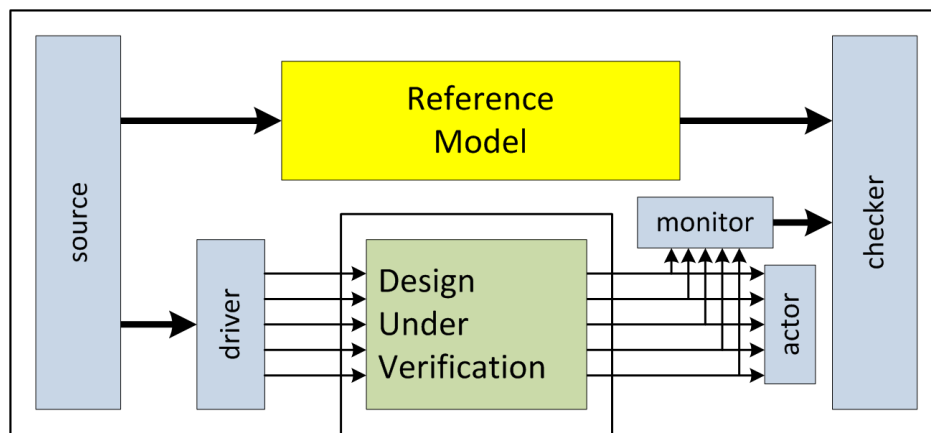 source
Reference
Model
monitor
checker
driver
Design
Under
Verification
actor